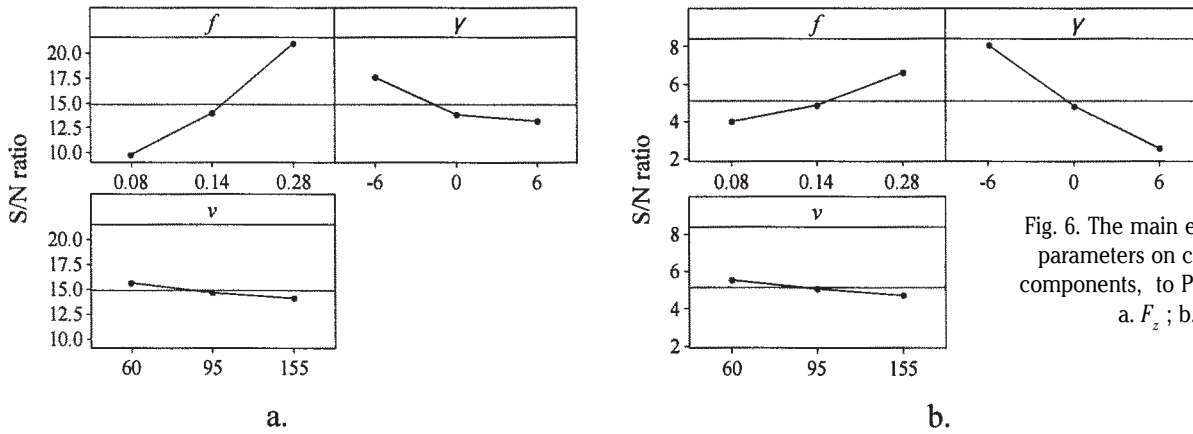 a.
S/N ratio
f γ
20.0
17.5
15.0
12.5
10.0
0.08 0.14 0.28 -6 0 6
v
20.0
17.5
15.0
12.5
10.0
60 95 155
a.
b.
S/N ratio
f γ
8
6
4
2
0.08 0.14 0.28 -6 0 6
v
8
6
4
2
60 95 155
b.
Fig. 6. The main e
parameters on c
components, to P
a. Fz ; b.